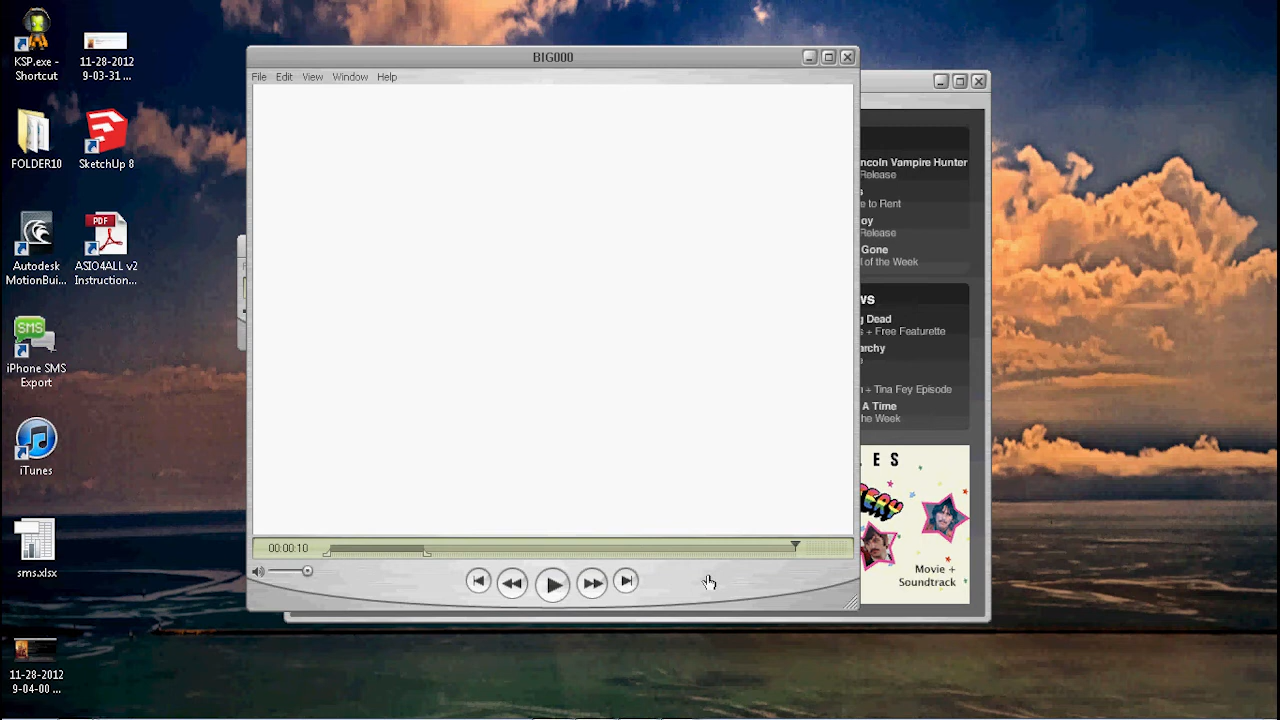 KSP.exe -
Shortcut
11-28-2012
9-03-31 ...
FOLDER10
SketchUp 8
Autodesk
MotionBui...
PDF
ASIO4ALL v2
Instruction...
SMS
iPhone SMS
Export
iTunes
sms.xlsx
11-28-2012
9-04-00 ...
BIG000
File Edit View Window Help
00:00:10
ncoln Vampire Hunter
Release
s
e to Rent
oy
Release
Gone
l of the Week
ws
g Dead
s + Free Featurette
archy
n + Tina Fey Episode
A Time
he Week
L E S
ERY
Movie +
Soundtrack